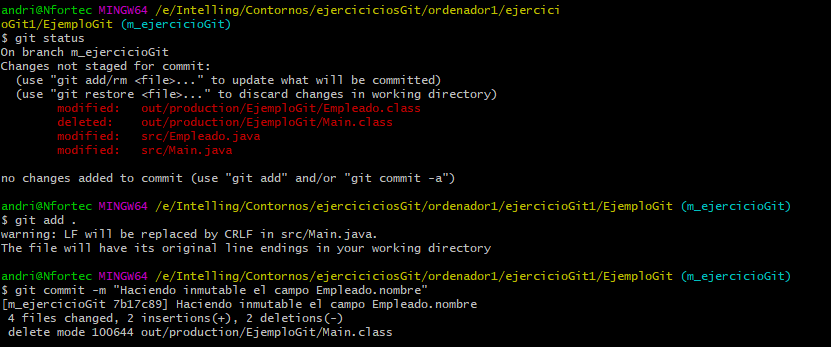 andri@Nfortec MINGW64 /e/Intelling/Contornos/ejerciciciosGit/ordenador1/ejercici
oGit1/EjemploGit (m_ejercicioGit)
$ git status
On branch m_ejercicioGit
Changes not staged for commit:
  (use "git add/rm <file>..." to update what will be committed)
  (use "git restore <file>..." to discard changes in working directory)
        modified:   out/production/EjemploGit/Empleado.class
        deleted:    out/production/EjemploGit/Main.class
        modified:   src/Empleado.java
        modified:   src/Main.java

no changes added to commit (use "git add" and/or "git commit -a")

andri@Nfortec MINGW64 /e/Intelling/Contornos/ejerciciciosGit/ordenador1/ejercicioGit1/EjemploGit (m_ejercicioGit)
$ git add .
warning: LF will be replaced by CRLF in src/Main.java.
The file will have its original line endings in your working directory

andri@Nfortec MINGW64 /e/Intelling/Contornos/ejerciciciosGit/ordenador1/ejercicioGit1/EjemploGit (m_ejercicioGit)
$ git commit -m "Haciendo inmutable el campo Empleado.nombre"
[m_ejercicioGit 7b17c89] Haciendo inmutable el campo Empleado.nombre
 4 files changed, 2 insertions(+), 2 deletions(-)
 delete mode 100644 out/production/EjemploGit/Main.class